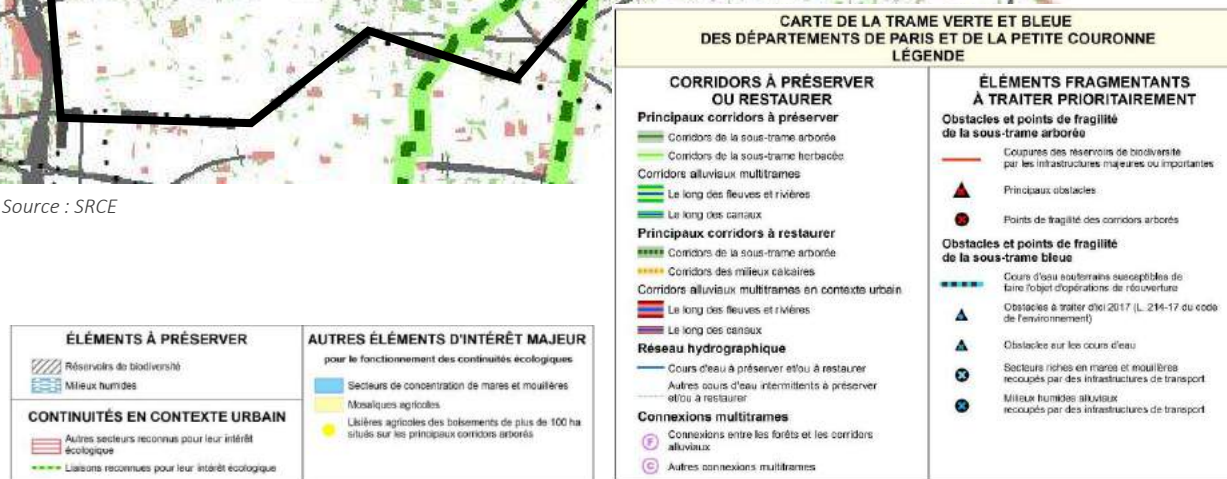 Source : SRCE
ÉLÉMENTS À PRÉSERVER
Réservoirs de biodiversité
Milieux humides
CONTINUITÉS EN CONTEXTE URBAIN
Autres secteurs reconnus pour leur intérêt
écologique
Liaisons reconnues pour leur intérêt écologique
AUTRES ÉLÉMENTS D'INTÉRÊT MAJEUR
pour le fonctionnement des continuités écologiques
Secteurs de concentration de mares et mouillères
Mosaïques agricoles
Lisières agricoles des boisements de plus de 100 ha
situés sur les principaux corridors arborés
CARTE DE LA TRAME VERTE ET BLEUE
DES DÉPARTEMENTS DE PARIS ET DE LA PETITE COURONNE
LÉGENDE
CORRIDORS À PRÉSERVER
OU RESTAURER
Principaux corridors à préserver
Corridors de la sous-trame arborée
Corridors de la sous-trame herbacée
Corridors alluviaux multitrames
Le long des fleuves et rivières
Le long des canaux
Principaux corridors à restaurer
Corridors de la sous-trame arborée
Corridors des milieux calcaires
Corridors alluviaux multitrames en contexte urbain
Le long des fleuves et rivières
Le long des canaux
Réseau hydrographique
Cours d'eau à préserver et/ou à restaurer
Autres cours d'eau intermittents à préserver
et/ou à restaurer
Connexions multitrames
F Connexions entre les forêts et les corridors
alluviaux
C Autres connexions multitrames
ÉLÉMENTS FRAGMENTANTS
À TRAITER PRIORITAIREMENT
Obstacles et points de fragilité
de la sous-trame arborée
Coupures des réservoirs de biodiversité
par les infrastructures majeures ou importantes
Principaux obstacles
Points de fragilité des corridors arborés
Obstacles et points de fragilité
de la sous-trame bleue
Cours d'eau souterrains susceptibles de
faire l'objet d'opérations de réouverture
Obstacles à traiter d'ici 2017 (L. 214-17 du code
de l'environnement)
Obstacles sur les cours d'eau
Secteurs riches en mares et mouillères
recoupés par des infrastructures de transport
Milieux humides alluviaux
recoupés par des infrastructures de transport